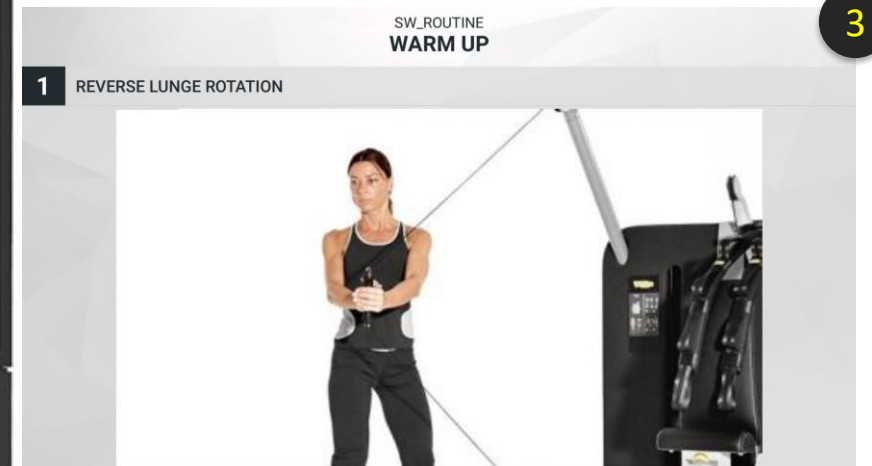 SW_ROUTINE
WARM UP
3
1 REVERSE LUNGE ROTATION